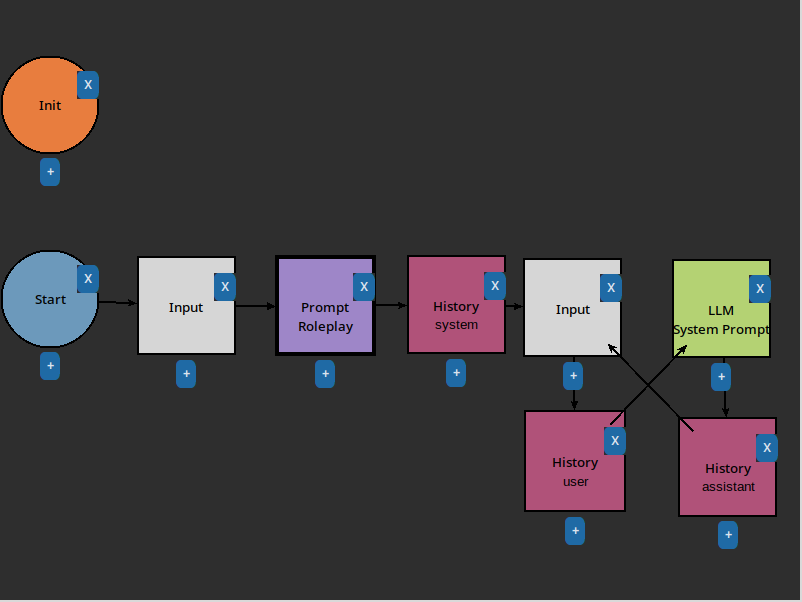 X
Init
+
X
Start
+
X
Input
+
X
Prompt
Roleplay
+
X
History
system
+
X
Input
+
X
LLM
System Prompt
+
X
History
user
+
X
History
assistant
+